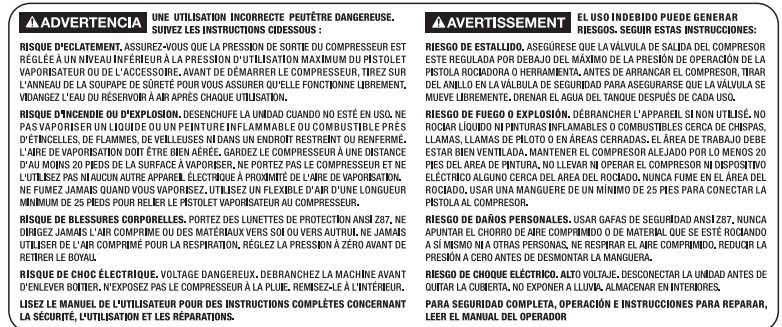 ADVERTENCIA UNE UTILISATION INCORRECTE PEUTÊTRE DANGEREUSE.
SUIVEZ LES INSTRUCTIONS CIDESSOUS :
RISQUE D'ECLATEMENT. ASSUREZ-VOUS QUE LA PRESSION DE SORTIE DU COMPRESSEUR EST
RÉGLÉE À UN NIVEAU INFÉRIEUR À LA PRESSION D'UTILISATION MAXIMUM DU PISTOLET
VAPORISATEUR OU DE L'ACCESSOIRE. AVANT DE DÉMARRER LE COMPRESSEUR, TIREZ SUR
L'ANNEAU DE LA SOUPAPE DE SÛRETÉ POUR VOUS ASSURER QU'ELLE FONCTIONNE LIBREMENT.
VIDANGEZ L'EAU DU RÉSERVOIR À AIR APRÈS CHAQUE UTILISATION.
RISQUE D'INCENDIE OU D'EXPLOSION. DESENCHUFE LA UNIDAD CUANDO NO ESTÉ EN USO. NE
PAS VAPORISER UN LIQUIDE OU UN PEINTURE INFLAMMABLE OU COMBUSTIBLE PRÈS
D'ÉTINCELLES, DE FLAMMES, DE VEILLEUSES NI DANS UN ENDROIT RESTREINT OU RENFERMÉ.
L'AIRE DE VAPORISATION DOIT ÊTRE BIEN AÉRÉE. GARDEZ LE COMPRESSEUR À UNE DISTANCE
D'AU MOINS 20 PIEDS DE LA SURFACE À VAPORISER, NE PORTEZ PAS LE COMPRESSEUR ET NE
L'UTILISEZ PAS NI AUCUN AUTRE APPAREIL ÉLECTRIQUE À PROXIMITÉ DE L'AIRE DE VAPORISATION.
NE FUMEZ JAMAIS QUAND VOUS VAPORISEZ. UTILISEZ UN FLEXIBLE D'AIR D'UNE LONGUEUR
MÍNIMUM DE 25 PIEDS POUR RELIER LE PISTOLET VAPORISATEUR AU COMPRESSEUR.
RISQUE DE BLESSURES CORPORELLES. PORTEZ DES LUNETTES DE PROTECTION ANSI Z87. NE
DIRIGEZ JAMAIS L'AIR COMPRIME OU DES MATÉRIAUX VERS SOI OU VERS AUTRUI. NE JAMAIS
UTILISER DE L'AIR COMPRIMÉ POUR LA RESPIRATION. RÉGLEZ LA PRESSION À ZÉRO AVANT DE
RETIRER LE BOYAU.
RISQUE DE CHOC ÉLECTRIQUE. VOLTAGE DANGEREUX. DEBRANCHEZ LA MACHINE AVANT
D'ENLEVER BOITIER. N'EXPOSEZ PAS LE COMPRESSEUR À LA PLUIE. REMISEZ-LE À L'INTÉRIEUR.
LISEZ LE MANUEL DE L'UTILISATEUR POUR DES INSTRUCTIONS COMPLÈTES CONCERNANT
LA SÉCURITÉ, L'UTILISATION ET LES RÉPARATIONS.
AVERTISSEMENT EL USO INDEBIDO PUEDE GENERAR
RIESGOS. SEGUIR ESTAS INSTRUCCIONES:
RIESGO DE ESTALLIDO. ASEGÚRESE QUE LA VÁLVULA DE SALIDA DEL COMPRESOR
ESTE REGULADA POR DEBAJO DEL MÁXIMO DE LA PRESIÓN DE OPERACIÓN DE LA
PISTOLA ROCIADORA O HERRAMIENTA. ANTES DE ARRANCAR EL COMPRESOR, TIRAR
DEL ANILLO EN LA VÁLBULA DE SEGURIDAD PARA ASEGURARSE QUE LA VÁLVULA SE
MUEVE LIBREMENTE. DRENAR EL AGUA DEL TANQUE DESPUÉS DE CADA USO.
RIESGO DE FUEGO O EXPLOSIÓN. DÉBRANCHER L'APPAREIL SI NON UTILISÉ. NO
ROCIAR LÍQUIDO NI PINTURAS INFLAMABLES O COMBUSTIBLES CERCA DE CHISPAS,
LLAMAS, LLAMAS DE PILOTO O EN ÁREAS CERRADAS. EL ÁREA DE TRABAJO DEBE
ESTAR BIEN VENTILADA. MANTENER EL COMPRESOR ALEJADO POR LO MENOS 20
PIES DEL AREA DE PINTURA, NO LLEVAR NI OPERAR EL COMPRESOR NI DISPOSITIVO
ELÉCTRICO ALGUNO CERCA DEL AREA DEL ROCIADO. NUNCA FUME EN EL ÁREA DEL
ROCIADO. USAR UNA MANGUERE DE UN MÍNIMO DE 25 PIES PARA CONECTAR LA
PISTOLA AL COMPRESOR.
RIESGO DE DAÑOS PERSONALES. USAR GAFAS DE SEGURIDAD ANSI Z87. NUNCA
APUNTAR EL CHORRO DE AIRE COMPRIMIDO O DE MATERIAL QUE SE ESTÉ ROCIANDO
A SÍ MISMO NI A OTRAS PERSONAS. NE RESPIRAR EL AIRE COMPRIMIDO. REDUCIR LA
PRESIÓN A CERO ANTES DE DESMONTAR LA MANGUERA.
RIESGO DE CHOQUE ELÉCTRICO. ALTO VOLTAJE. DESCONECTAR LA UNIDAD ANTES DE
QUITAR LA CUBIERTA. NO EXPONER A LLUVIA. ALMACENAR EN INTERIORES.
PARA SEGURIDAD COMPLETA, OPERACIÓN E INSTRUCCIONES PARA REPARAR,
LEER EL MANUAL DEL OPERADOR